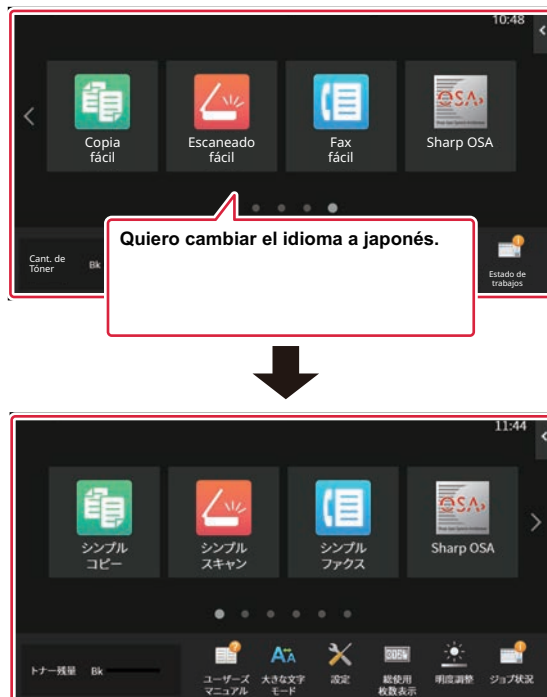 10:48
Copia
fácil
Escaneado
fácil
Fax
fácil
OSA
Sharp OSA
Quiero cambiar el idioma a japonés.
Cant. de
Tóner
Bk
Estado de
trabajos
11:44
シンプル
コピー
シンプル
スキャン
シンプル
ファクス
OSA
Sharp OSA
トナー残量
Bk
ユーザーズ
マニュアル
大きな文字
モード
設定
総使用
枚数表示
明度調整
ジョブ状況